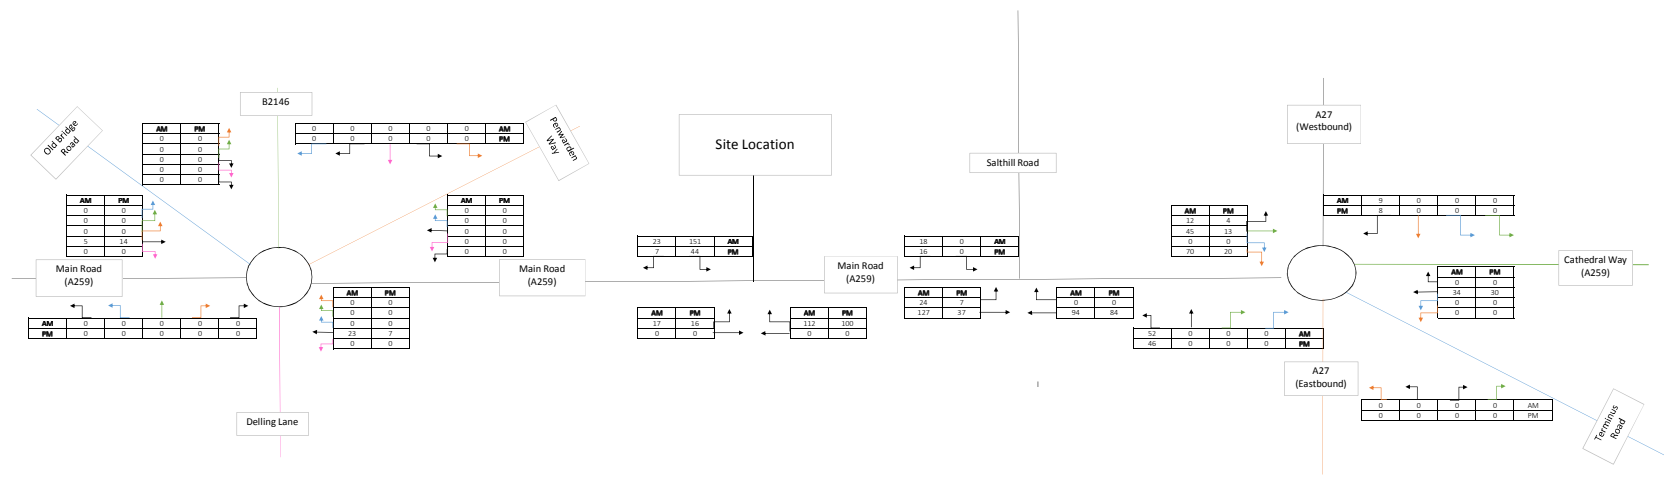 B2146
Old Bridge
Road
Penwarden
Way
AM PM
0 0
0 0
0 0
0 0
0 0
0 0 0 0 0 AM
0 0 0 0 0 PM
AM PM
0 0
0 0
0 0
5 14
0 0
AM PM
0 0
0 0
0 0
0 0
0 0
Main Road
(A259)
Main Road
(A259)
AM 0 0 0 0 0
PM 0 0 0 0 0
AM PM
0 0
0 0
0 0
23 7
0 0
Delling Lane
Site Location
23 151 AM
7 44 PM
AM PM
17 16
0 0
AM PM
112 100
0 0
Main Road
(A259)
Salthill Road
18 0 AM
16 0 PM
AM PM
24 7
127 37
AM PM
0 0
94 84
A27
(Westbound)
AM PM
12 4
45 13
0 0
70 20
AM 9 0 0 0
PM 8 0 0 0
Cathedral Way
(A259)
AM PM
0 0
34 30
0 0
0 0
52 0 0 0 AM
46 0 0 0 PM
A27
(Eastbound)
0 0 0 0 AM
0 0 0 0 PM
Terminus
Road